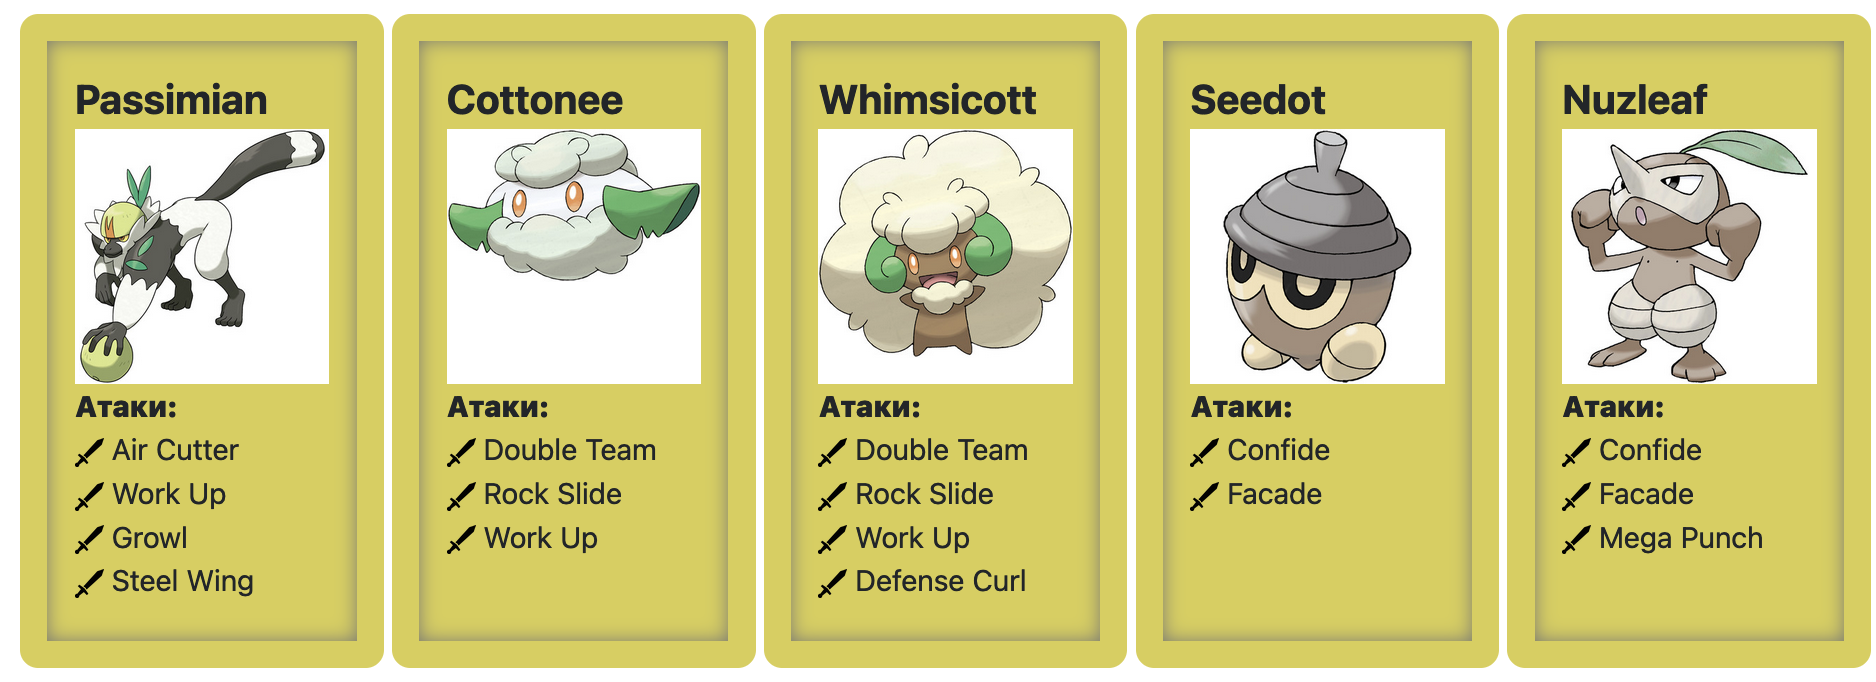 Passimian
Атаки:
Air Cutter
Work Up
Growl
Steel Wing
Cottonee
Атаки:
Double Team
Rock Slide
Work Up
Whimsicott
Атаки:
Double Team
Rock Slide
Work Up
Defense Curl
Seedot
Атаки:
Confide
Facade
Nuzleaf
Атаки:
Confide
Facade
Mega Punch